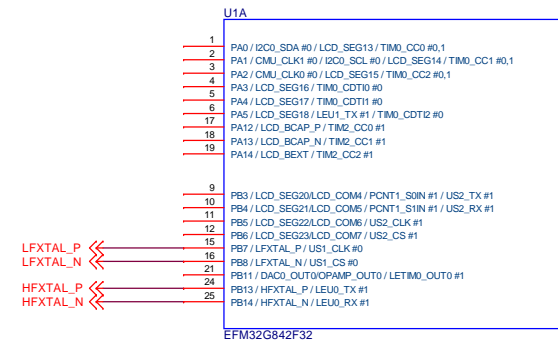 U1A
1 PA0 / I2C0_SDA #0 / LCD_SEG13 / TIM0_CC0 #0,1
2 PA1 / CMU_CLK1 #0 / I2C0_SCL #0 / LCD_SEG14 / TIM0_CC1 #0,1
3 PA2 / CMU_CLK0 #0 / LCD_SEG15 / TIM0_CC2 #0,1
4 PA3 / LCD_SEG16 / TIM0_CDTI0 #0
5 PA4 / LCD_SEG17 / TIM0_CDTI1 #0
6 PA5 / LCD_SEG18 / LEU1_TX #1 / TIM0_CDTI2 #0
17 PA12 / LCD_BCAP_P / TIM2_CC0 #1
18 PA13 / LCD_BCAP_N / TIM2_CC1 #1
19 PA14 / LCD_BEXT / TIM2_CC2 #1
9 PB3 / LCD_SEG20/LCD_COM4 / PCNT1_S0IN #1 / US2_TX #1
10 PB4 / LCD_SEG21/LCD_COM5 / PCNT1_S1IN #1 / US2_RX #1
11 PB5 / LCD_SEG22/LCD_COM6 / US2_CLK #1
12 PB6 / LCD_SEG23/LCD_COM7 / US2_CS #1
LFXTAL_P 15 PB7 / LFXTAL_P / US1_CLK #0
LFXTAL_N 16 PB8 / LFXTAL_N / US1_CS #0
21 PB11 / DAC0_OUT0/OPAMP_OUT0 / LETIM0_OUT0 #1
HFXTAL_P 24 PB13 / HFXTAL_P / LEU0_TX #1
HFXTAL_N 25 PB14 / HFXTAL_N / LEU0_RX #1
EFM32G842F32